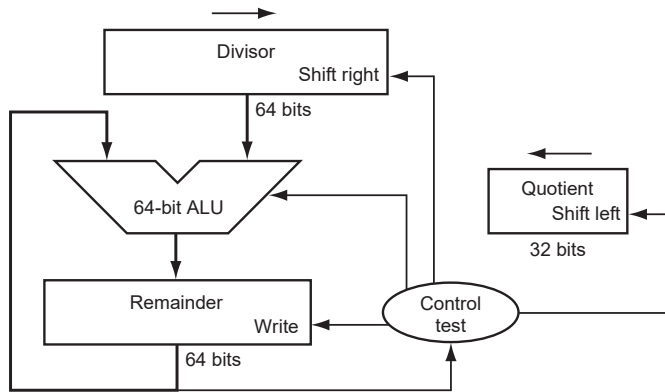 Divisor
Shift right
64 bits
64-bit ALU
Quotient
Shift left
32 bits
Remainder
Write
64 bits
Control
test